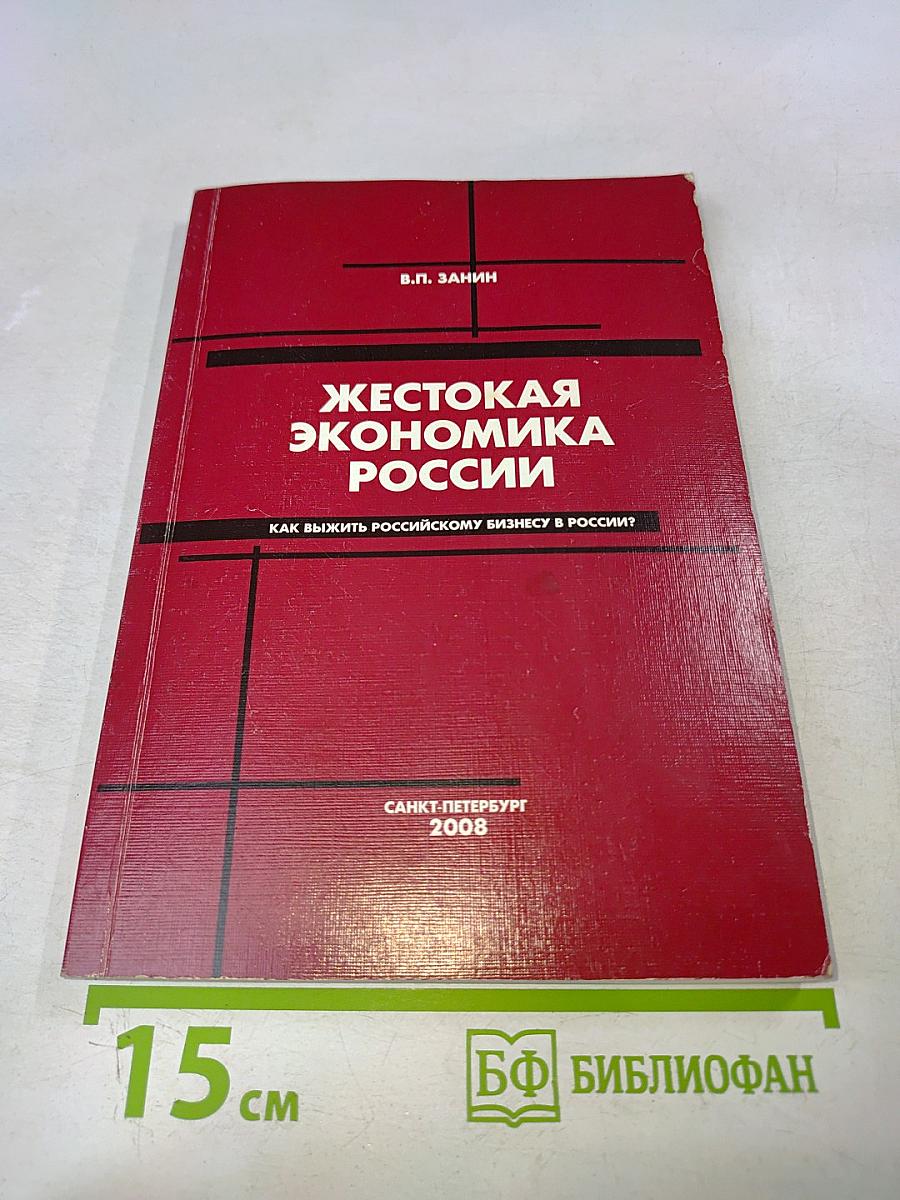 В.П. ЗАНИН
ЖЕСТОКАЯ
ЭКОНОМИКА
РОССИИ
КАК ВЫЖИТЬ РОССИЙСКОМУ БИЗНЕСУ В РОССИИ?
САНКТ-ПЕТЕРБУРГ
2008
15 см
БФ БИБЛИОФАН